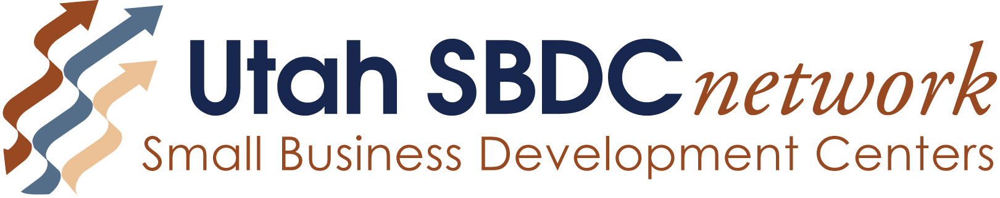 Utah SBDC network
Small Business Development Centers